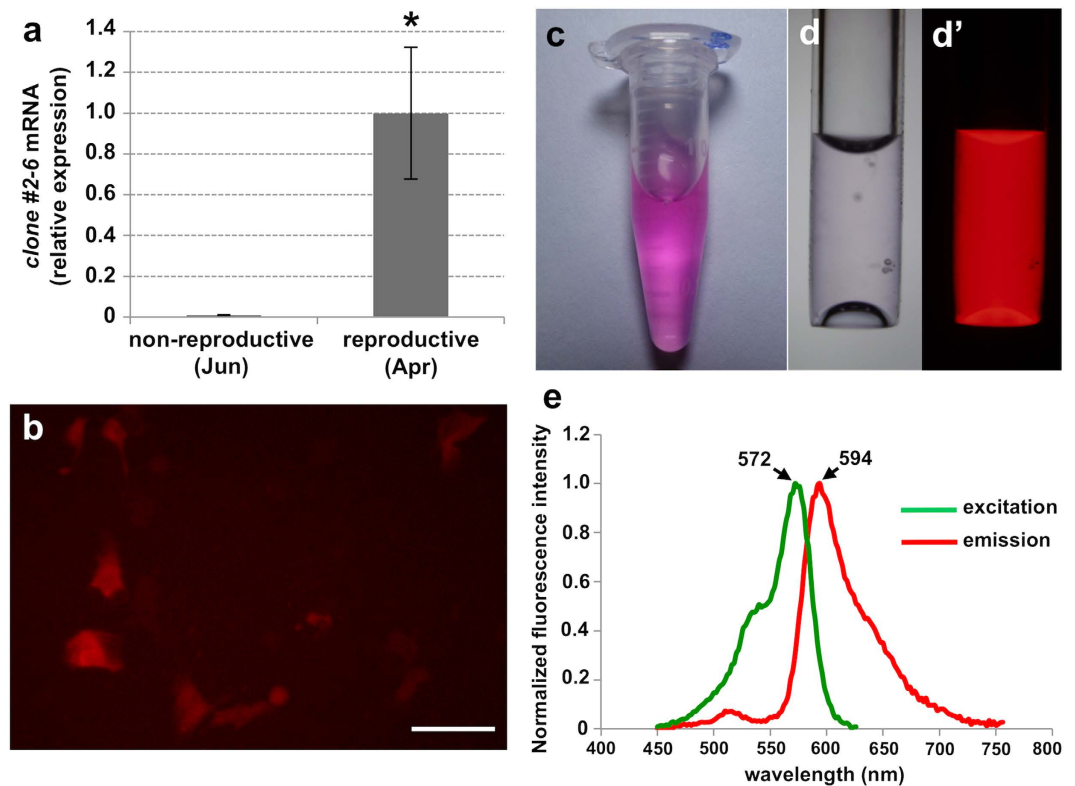 a
*
clone #2-6 mRNA
(relative expression)
1.4
1.2
1.0
0.8
0.6
0.4
0.2
0
non-reproductive
(Jun)
reproductive
(Apr)
b
c
d
d’
e
Normalized fluorescence intensity
1.2
1
0.8
0.6
0.4
0.2
0
572
594
excitation
emission
400
450
500
550
600
650
700
750
800
wavelength (nm)